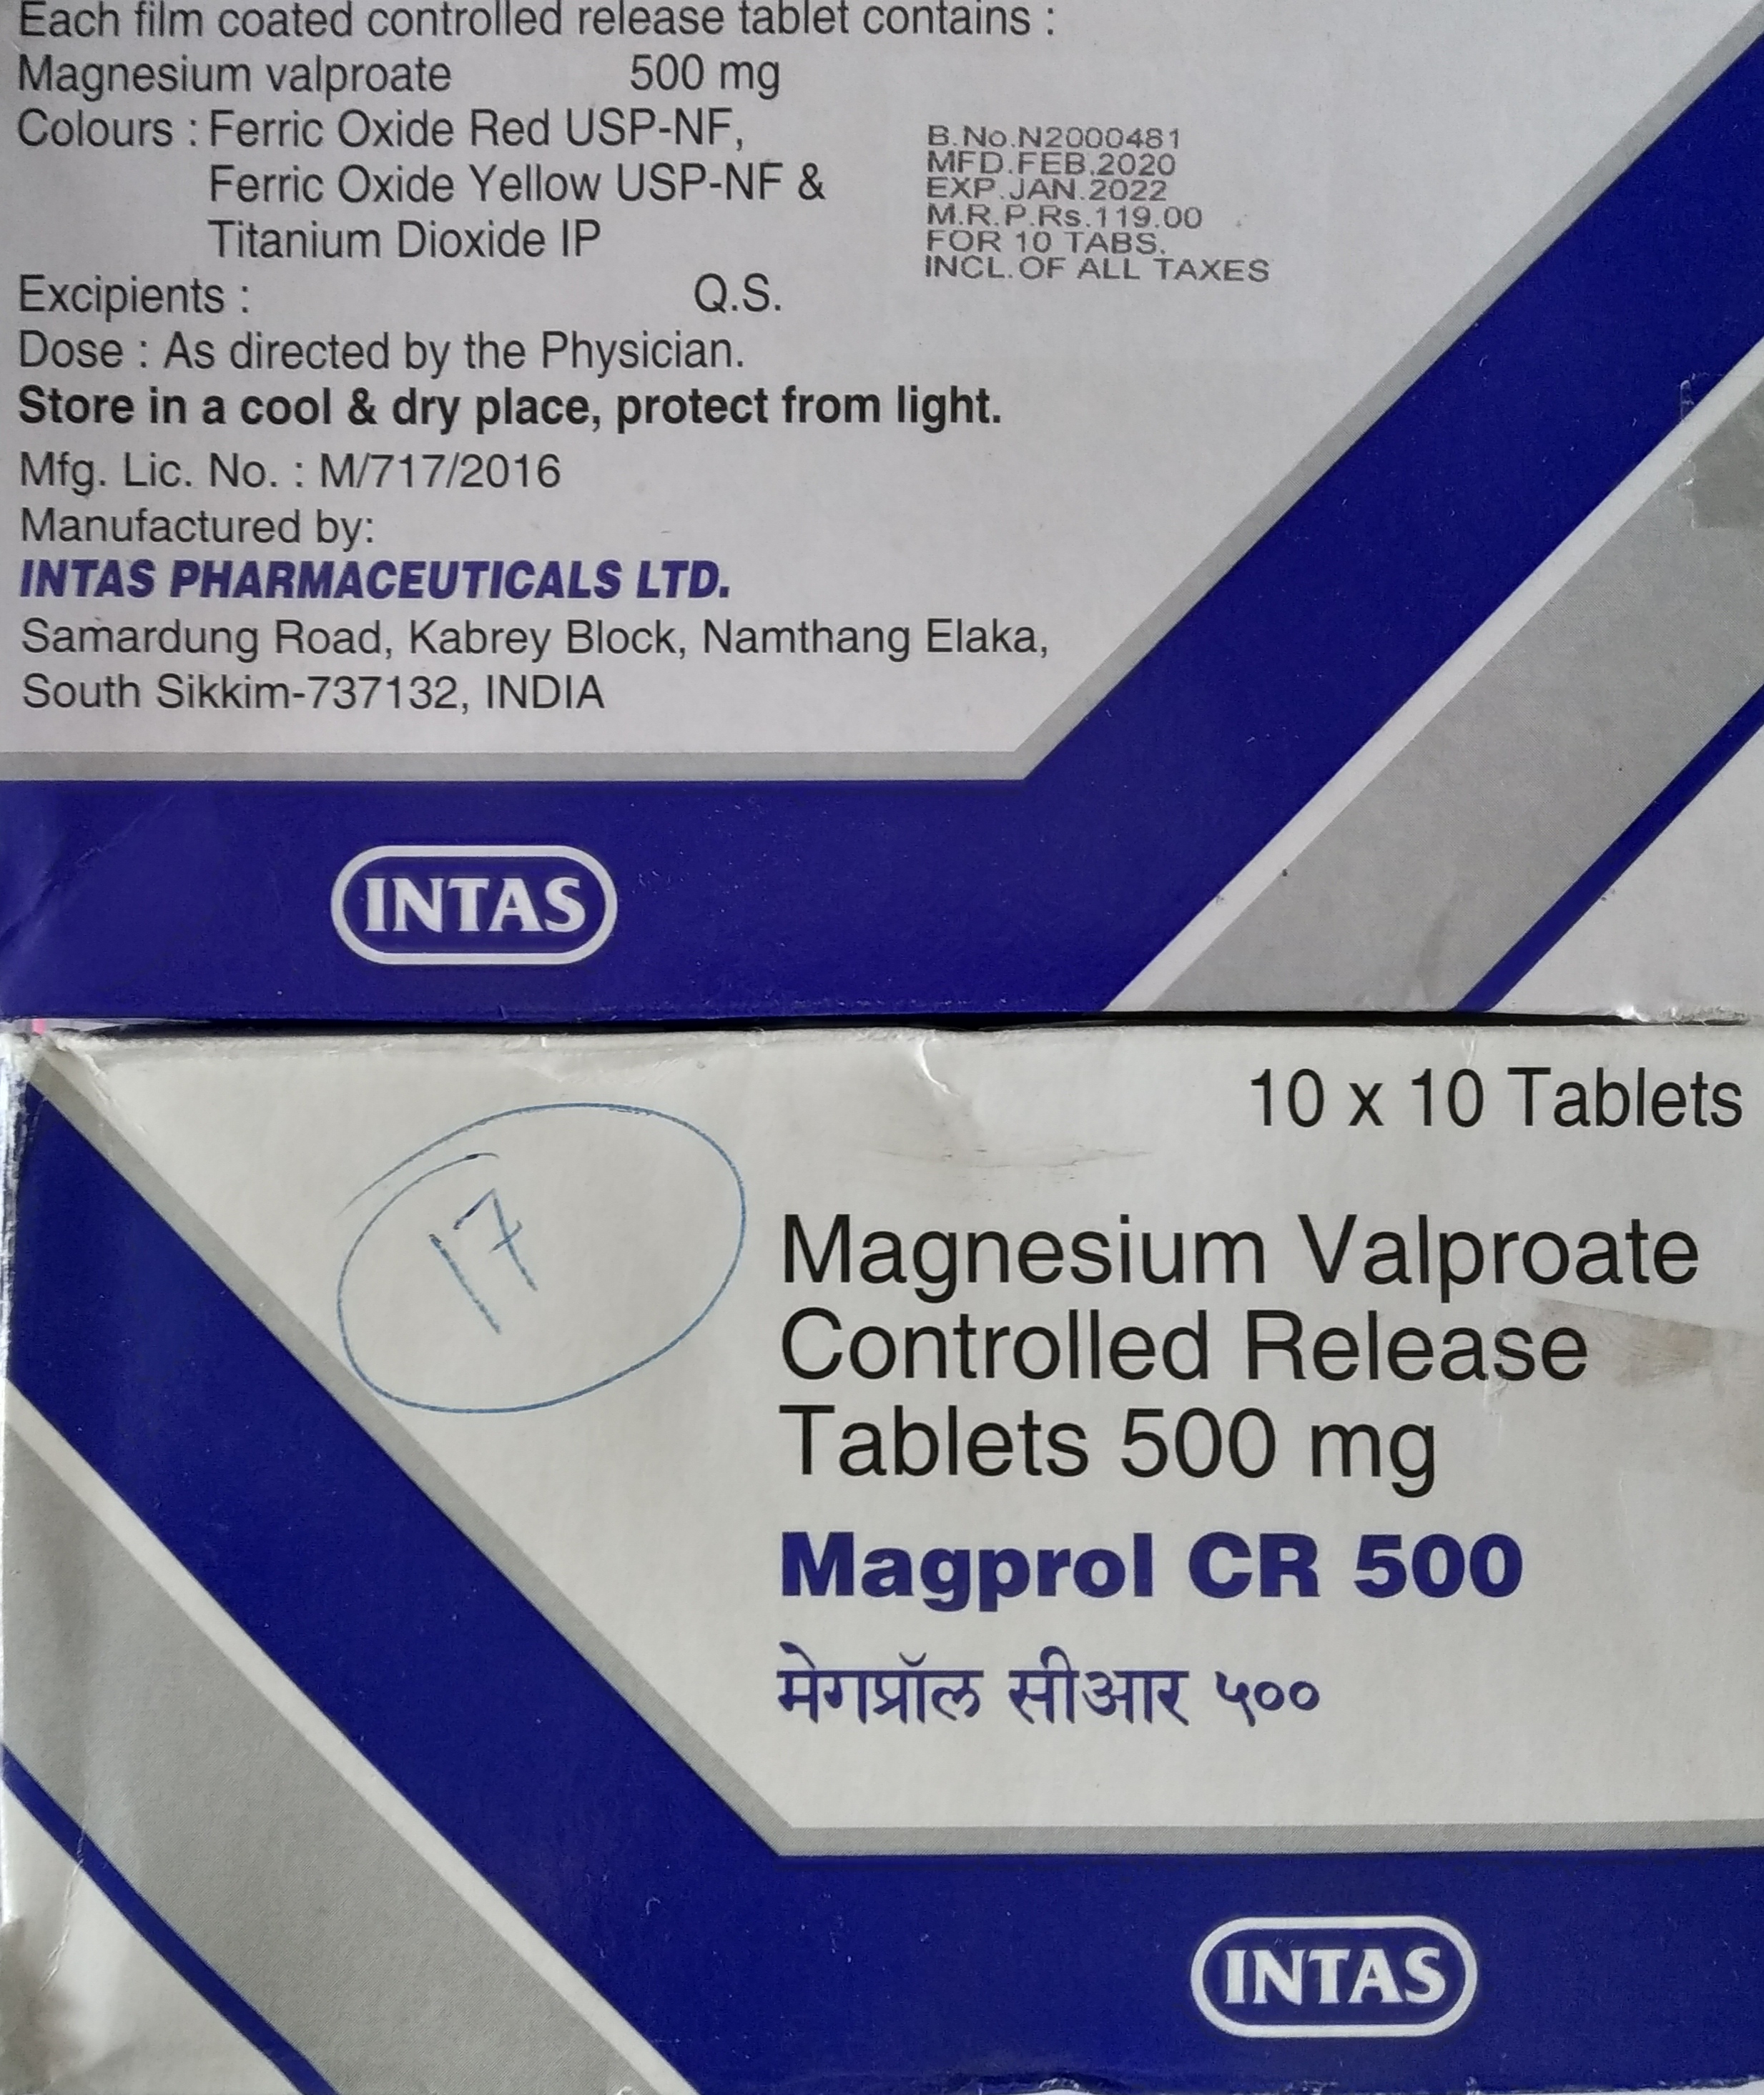 Each film coated controlled release tablet contains :
Magnesium valproate 500 mg
Colours : Ferric Oxide Red USP-NF,
Ferric Oxide Yellow USP-NF &
Titanium Dioxide IP
Excipients : Q.S.
Dose : As directed by the Physician.
Store in a cool & dry place, protect from light.
Mfg. Lic. No. : M/717/2016
Manufactured by:
INTAS PHARMACEUTICALS LTD.
Samardung Road, Kabrey Block, Namthang Elaka,
South Sikkim-737132, INDIA
B.No.N2000481
MFD.FEB.2020
EXP.JAN.2022
M.R.P.Rs.119.00
FOR 10 TABS.
INCL.OF ALL TAXES
INTAS
10 x 10 Tablets
17
Magnesium Valproate
Controlled Release
Tablets 500 mg
Magprol CR 500
मेगप्रॉल सीआर ५००
INTAS